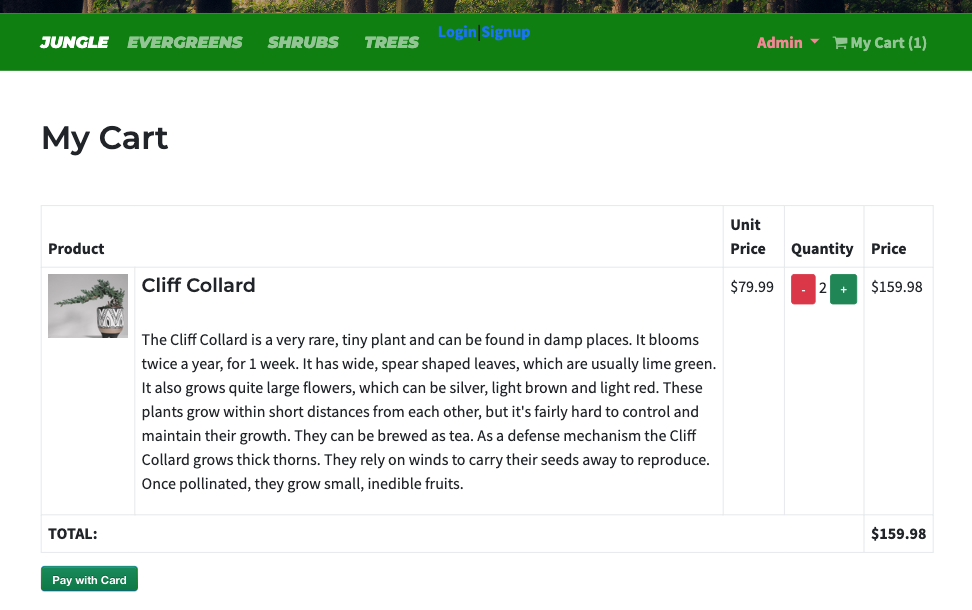 JUNGLE EVERGREENS SHRUBS TREES Login|Signup Admin My Cart (1)
My Cart
Product Unit Price Quantity Price
Cliff Collard $79.99 - 2 + $159.98
The Cliff Collard is a very rare, tiny plant and can be found in damp places. It blooms
twice a year, for 1 week. It has wide, spear shaped leaves, which are usually lime green.
It also grows quite large flowers, which can be silver, light brown and light red. These
plants grow within short distances from each other, but it's fairly hard to control and
maintain their growth. They can be brewed as tea. As a defense mechanism the Cliff
Collard grows thick thorns. They rely on winds to carry their seeds away to reproduce.
Once pollinated, they grow small, inedible fruits.
TOTAL: $159.98
Pay with Card